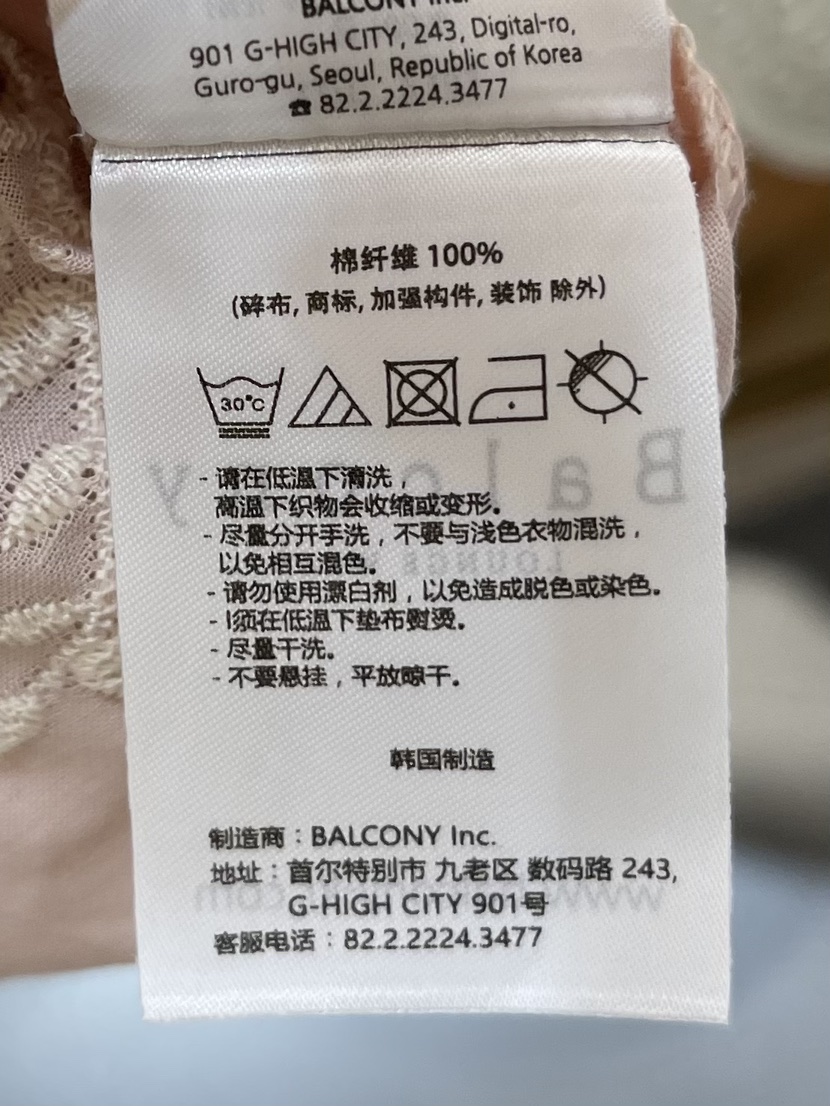 BALCONY Inc.
901 G-HIGH CITY, 243, Digital-ro,
Guro-gu, Seoul, Republic of Korea
☎ 82.2.2224.3477
棉纤维 100%
(碎布, 商标, 加强构件, 装饰 除外)
30℃
- 请在低温下清洗，
高温下织物会收缩或变形。
- 尽量分开手洗，不要与浅色衣物混洗，
以免相互混色。
- 请勿使用漂白剂，以免造成脱色或染色。
- I须在低温下垫布熨烫。
- 尽量干洗。
- 不要悬挂，平放晾干。
韩国制造
制造商：BALCONY Inc.
地址：首尔特别市 九老区 数码路 243,
G-HIGH CITY 901号
客服电话：82.2.2224.3477